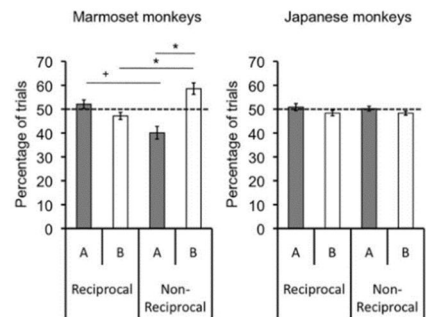 Marmoset monkeys
Percentage of trials
70
60
50
40
30
20
10
0
+
*
*
A B A B
Reciprocal Non-
Reciprocal
Japanese monkeys
Percentage of trials
70
60
50
40
30
20
10
0
A B A B
Reciprocal Non-
Reciprocal